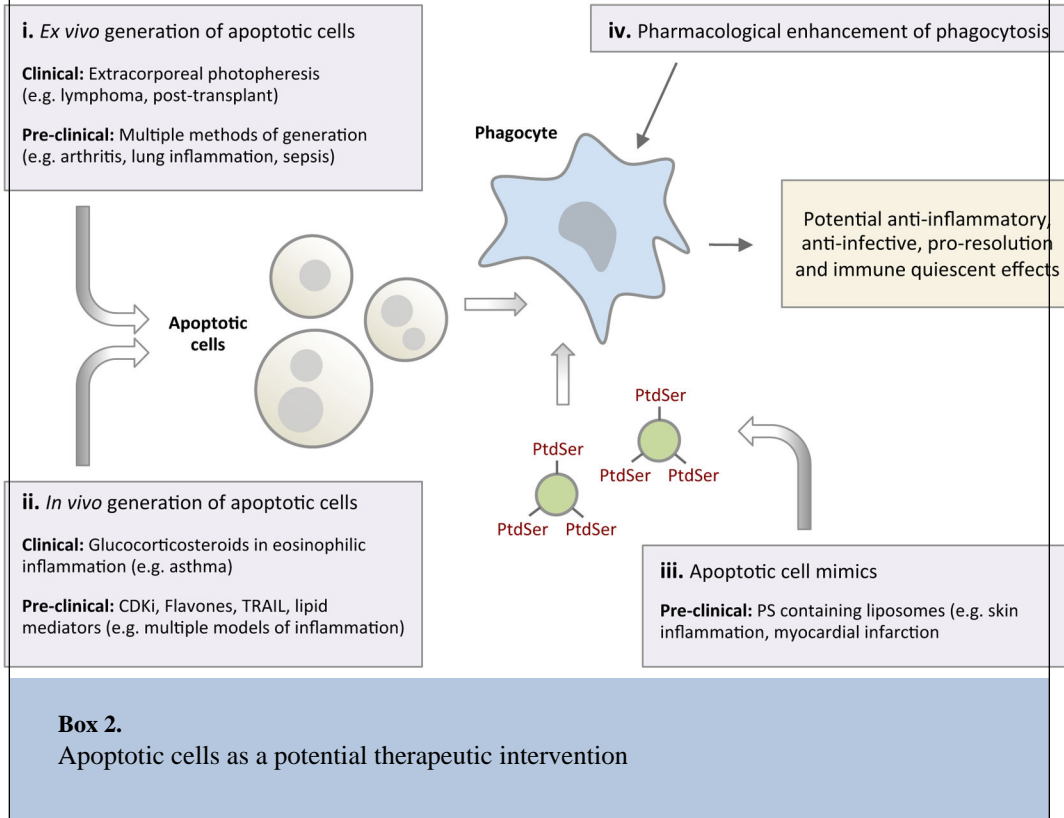 i. Ex vivo generation of apoptotic cells
Clinical: Extracorporeal photopheresis
(e.g. lymphoma, post-transplant)
Pre-clinical: Multiple methods of generation
(e.g. arthritis, lung inflammation, sepsis)
iv. Pharmacological enhancement of phagocytosis
Phagocyte
Potential anti-inflammatory,
anti-infective, pro-resolution
and immune quiescent effects
Apoptotic
cells
PtdSer
PtdSer
PtdSer PtdSer
PtdSer PtdSer
ii. In vivo generation of apoptotic cells
Clinical: Glucocorticosteroids in eosinophilic
inflammation (e.g. asthma)
Pre-clinical: CDKi, Flavones, TRAIL, lipid
mediators (e.g. multiple models of inflammation)
iii. Apoptotic cell mimics
Pre-clinical: PS containing liposomes (e.g. skin
inflammation, myocardial infarction
Box 2.
Apoptotic cells as a potential therapeutic intervention